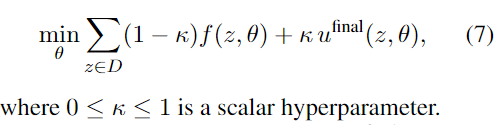 min_θ ∑_{z∈D} (1 − κ)f(z, θ) + κ u^{final}(z, θ), (7)
where 0 ≤ κ ≤ 1 is a scalar hyperparameter.